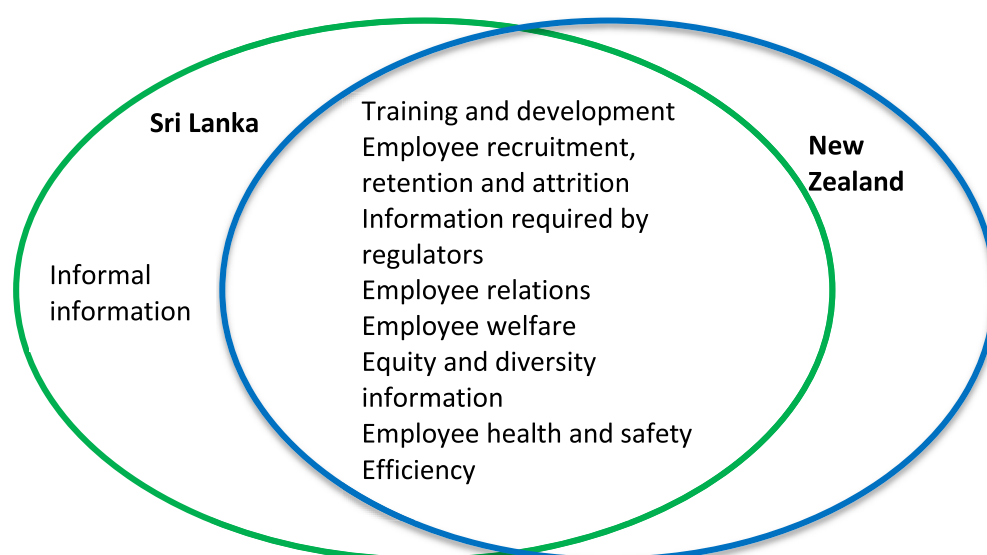 Sri Lanka
Informal
information
Training and development
Employee recruitment,
retention and attrition
Information required by
regulators
Employee relations
Employee welfare
Equity and diversity
information
Employee health and safety
Efficiency
New
Zealand